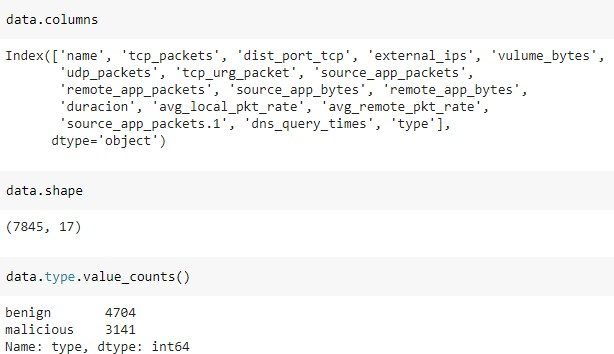 data.columns
Index(['name', 'tcp_packets', 'dist_port_tcp', 'external_ips', 'vulume_bytes',
'udp_packets', 'tcp_urg_packet', 'source_app_packets',
'remote_app_packets', 'source_app_bytes', 'remote_app_bytes',
'duracion', 'avg_local_pkt_rate', 'avg_remote_pkt_rate',
'source_app_packets.1', 'dns_query_times', 'type'],
dtype='object')
data.shape
(7845, 17)
data.type.value_counts()
benign 4704
malicious 3141
Name: type, dtype: int64